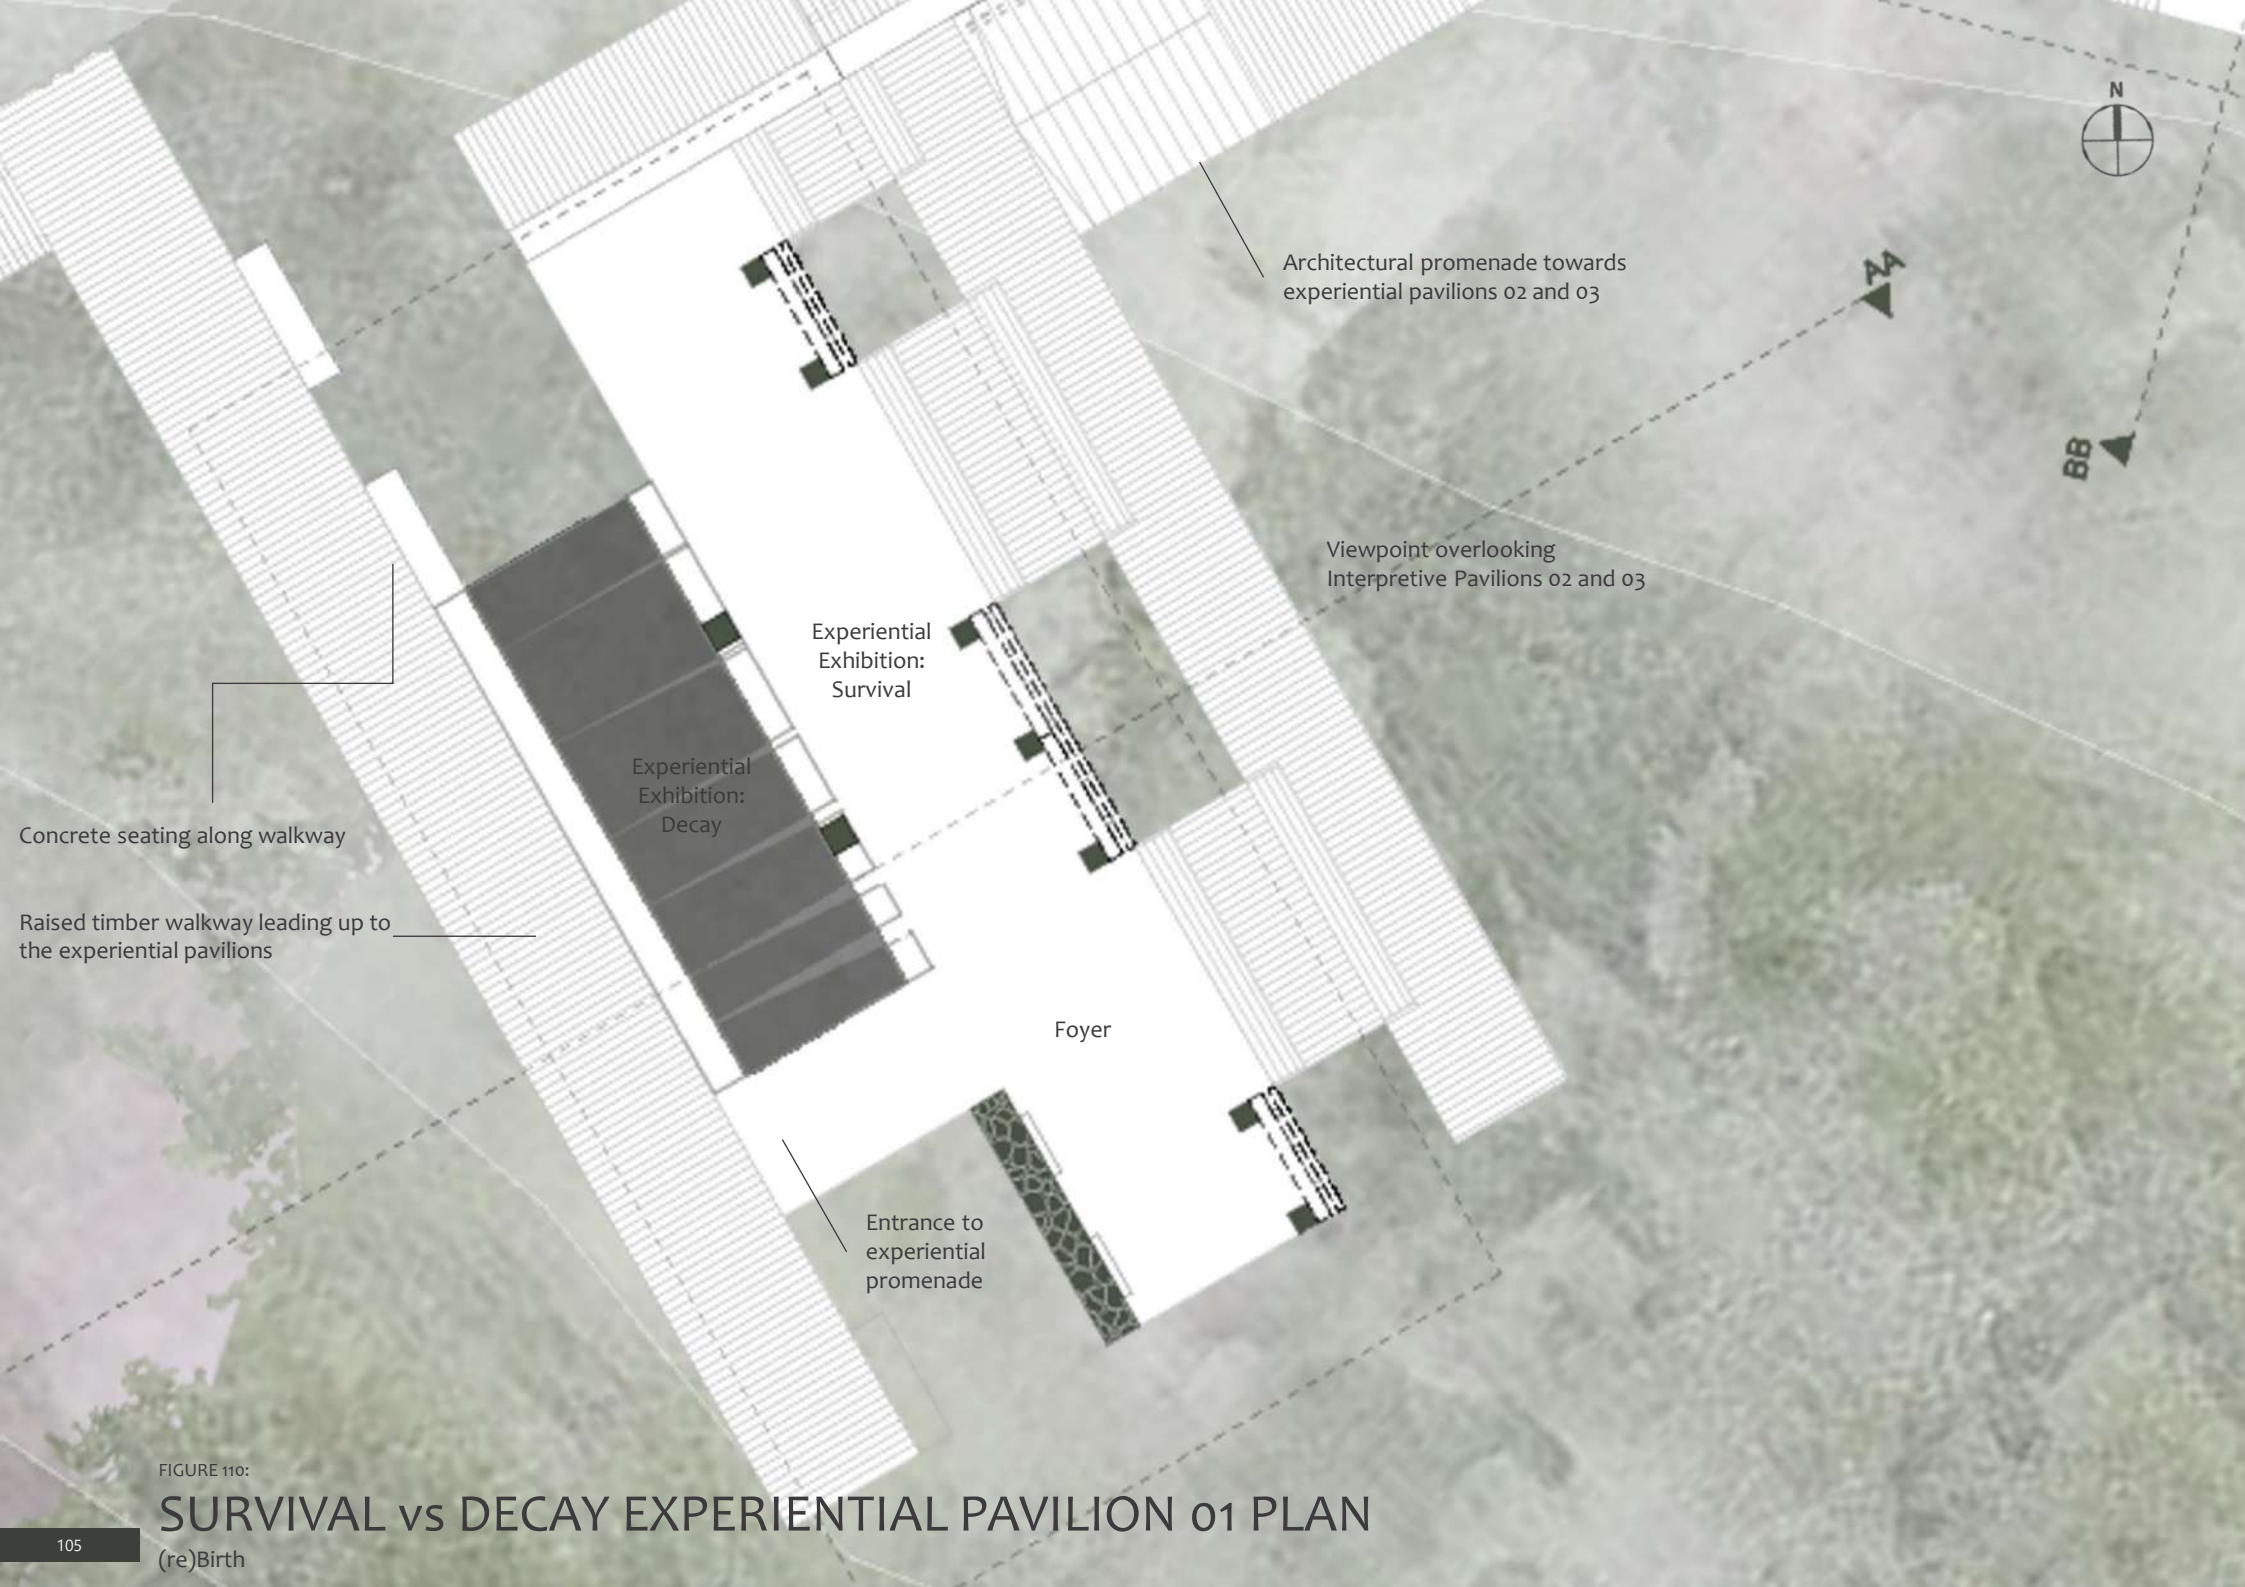 N
AA
Architectural promenade towards
experiential pavilions 02 and 03
BB
Viewpoint overlooking
Interpretive Pavilions 02 and 03
Experiential
Exhibition:
Survival
Experiential
Exhibition:
Decay
Concrete seating along walkway
Raised timber walkway leading up to
the experiential pavilions
Foyer
Entrance to
experiential
promenade
FIGURE 110:
SURVIVAL vs DECAY EXPERIENTIAL PAVILION 01 PLAN
105
(re)Birth